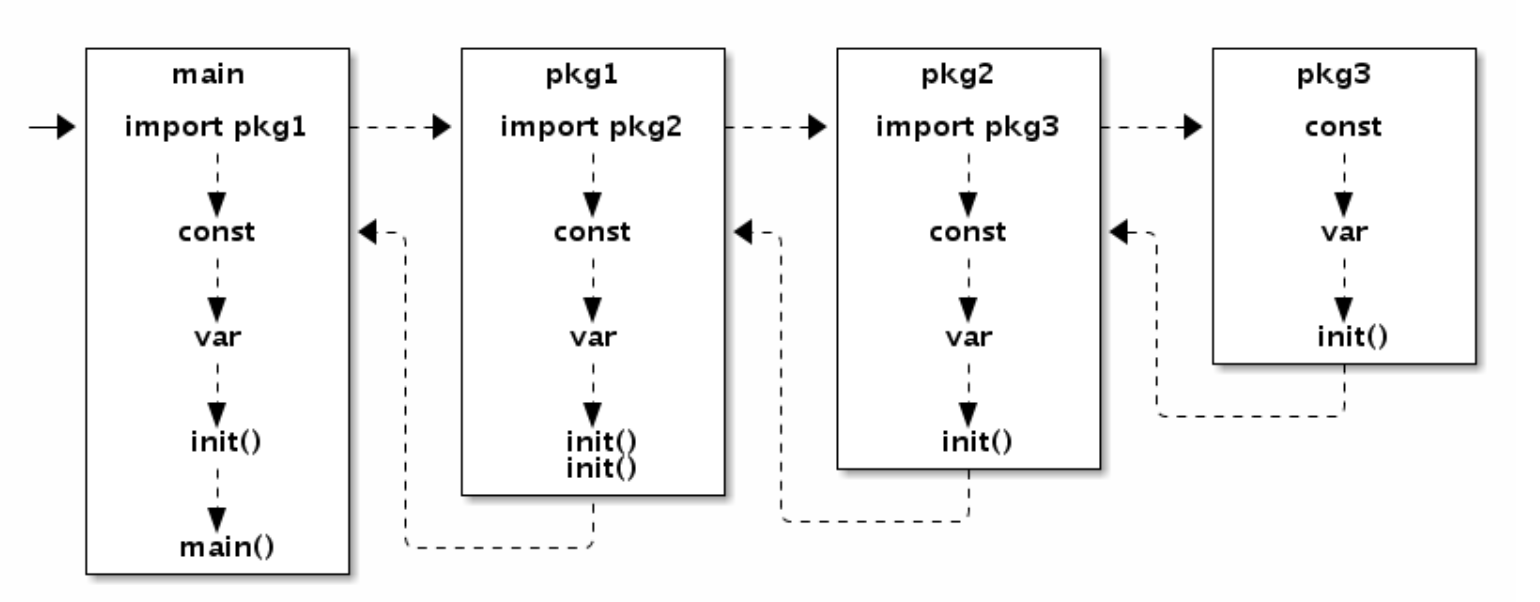 main
import pkg1
const
var
init()
main()
pkg1
import pkg2
const
var
init()
init()
pkg2
import pkg3
const
var
init()
pkg3
const
var
init()